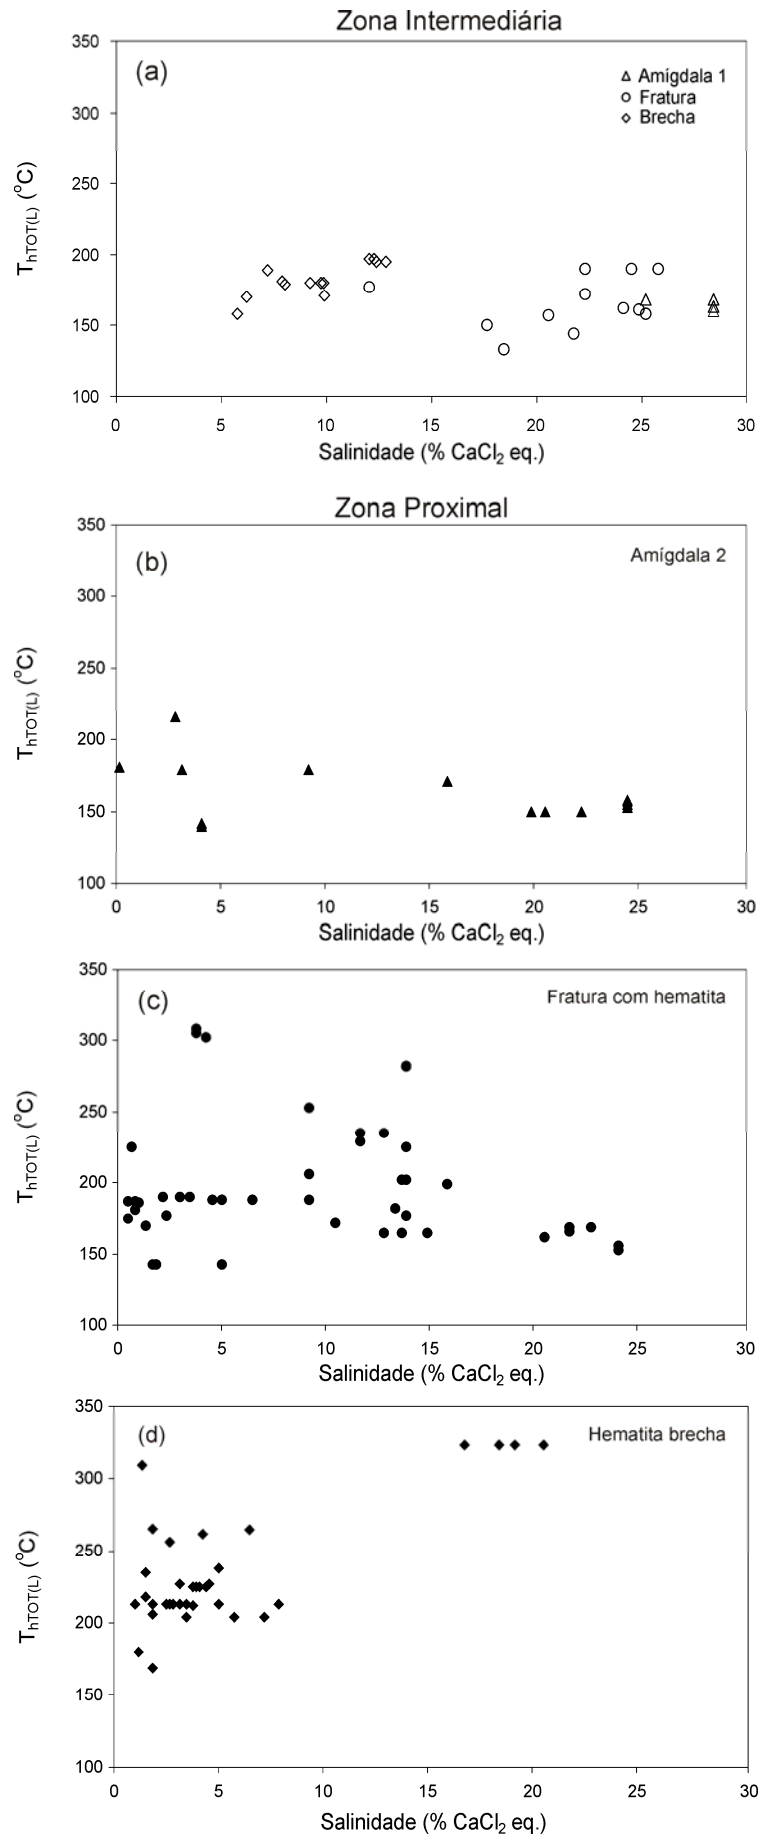 Zona Intermediária
350
(a)
Amígdala 1
Fratura
Brecha
300
250
200
150
100
T_hTOT(L) (°C)
0 5 10 15 20 25 30
Salinidade (% CaCl₂ eq.)
Zona Proximal
350
(b)
Amígdala 2
300
250
200
150
100
T_hTOT(L) (°C)
0 5 10 15 20 25 30
Salinidade (% CaCl₂ eq.)
350
(c)
Fratura com hematita
300
250
200
150
100
T_hTOT(L) (°C)
0 5 10 15 20 25 30
Salinidade (% CaCl₂ eq.)
350
(d)
Hematita brecha
300
250
200
150
100
T_hTOT(L) (°C)
0 5 10 15 20 25 30
Salinidade (% CaCl₂ eq.)